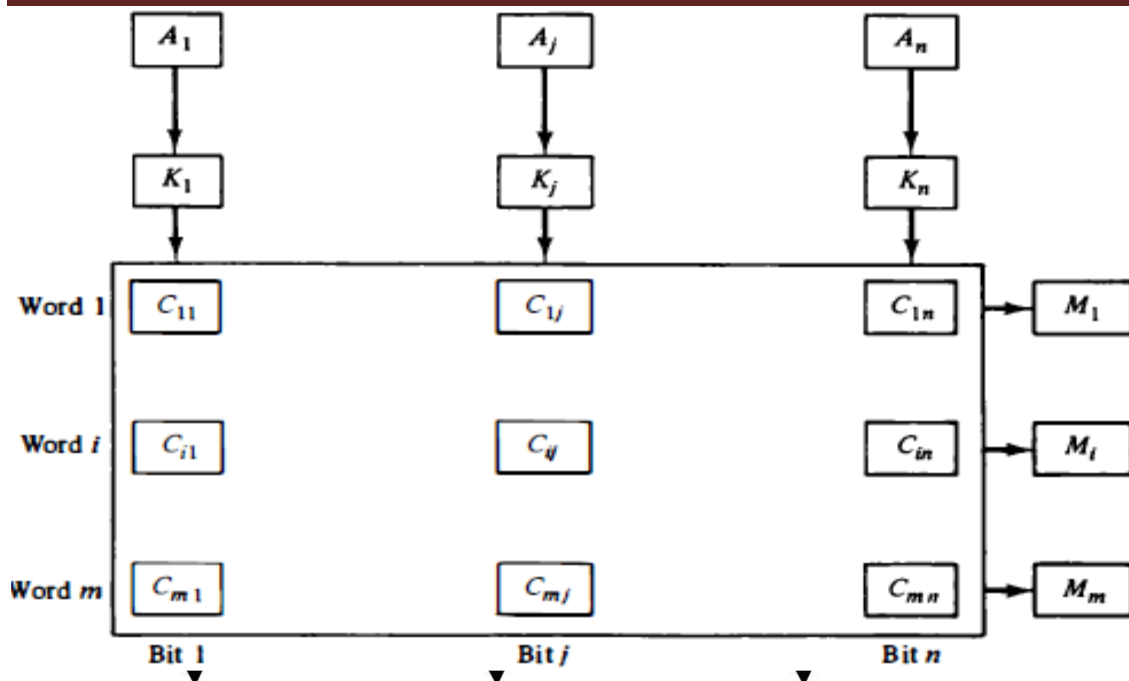 A₁ Aⱼ Aₙ
K₁ Kⱼ Kₙ
Word 1 C₁₁ C₁ⱼ C₁ₙ M₁
Word i Cᵢ₁ Cᵢⱼ Cᵢₙ Mᵢ
Word m Cₘ₁ Cₘⱼ Cₘₙ Mₘ
Bit 1 Bit j Bit n